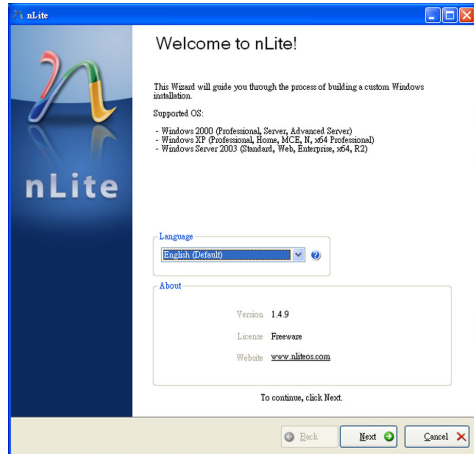 nLite
Welcome to nLite!
This Wizard will guide you through the process of building a custom Windows
installation.
Supported OS:
- Windows 2000 (Professional, Server, Advanced Server)
- Windows XP (Professional, Home, MCE, N, x64 Professional)
- Windows Server 2003 (Standard, Web, Enterprise, x64, R2)
nLite
Language
English (Default)
About
Version 1.4.9
License Freeware
Website www.nliteos.com
To continue, click Next.
Back Next Cancel